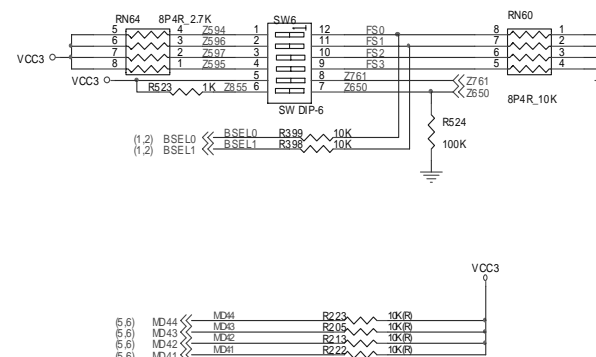 RN64 8P4R_2.7K SW6 RN60
5 4 Z594 1 12 FS0 8 1
6 3 Z596 2 11 FS1 7 2
7 2 Z597 3 10 FS2 6 3
VCC3 8 1 Z595 4 9 FS3 5 4
VCC3 5 8 Z761 Z761
R523 1K Z855 6 7 Z650 Z650
SW DIP-6 8P4R_10K
R524
(1,2) BSEL0 BSEL0 R399 10K
(1,2) BSEL1 BSEL1 R398 10K 100K
VCC3
(5,6) MD44 MD44 R223 10K(R)
(5,6) MD43 MD43 R205 10K(R)
(5,6) MD42 MD42 R213 10K(R)
(5,6) MD41 MD41 R222 10K(R)